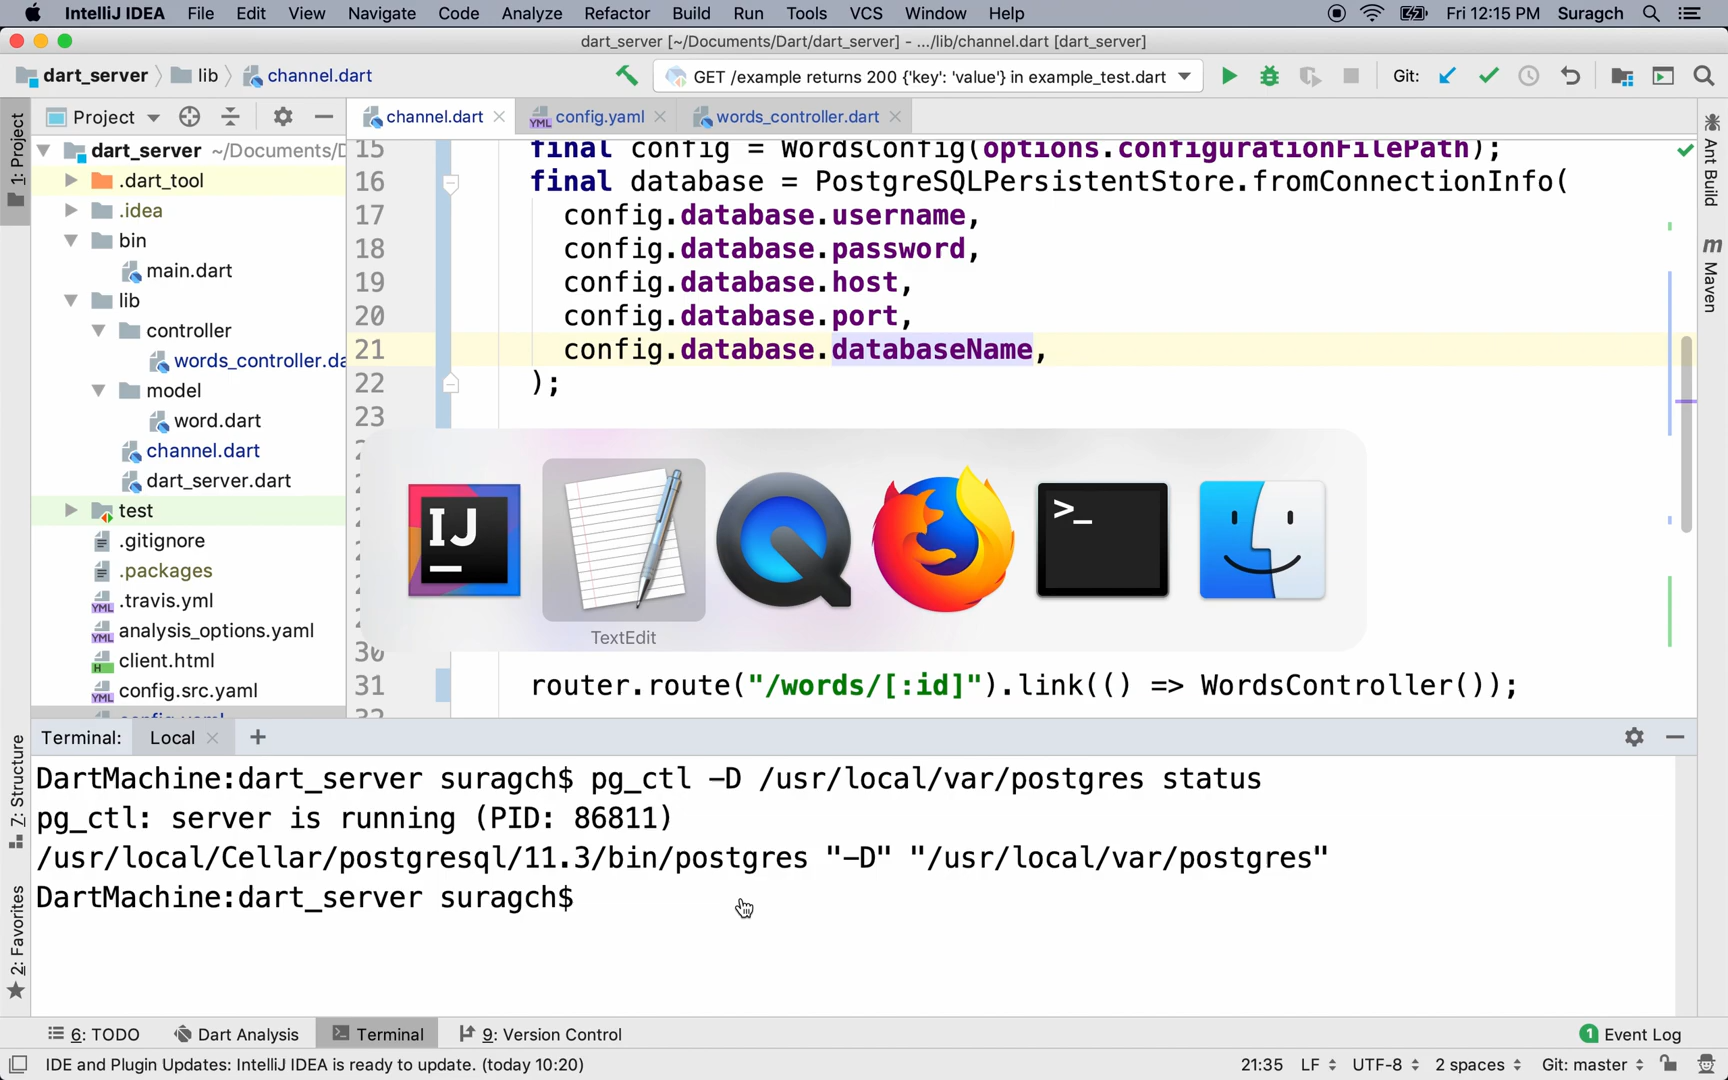 IntelliJ IDEA File Edit View Navigate Code Analyze Refactor Build Run Tools VCS Window Help Fri 12:15 PM Suragch
dart_server [~/Documents/Dart/dart_server] - .../lib/channel.dart [dart_server]
dart_server lib channel.dart GET /example returns 200 {'key': 'value'} in example_test.dart Git:
1: Project
Project
channel.dart
YML config.yaml
words_controller.dart
Ant Build
m Maven
dart_server ~/Documents/D
.dart_tool
.idea
bin
main.dart
lib
controller
words_controller.da
model
word.dart
channel.dart
dart_server.dart
test
.gitignore
.packages
YML .travis.yml
YML analysis_options.yaml
H client.html
YML config.src.yaml
config.yaml
15 final config = WordsConfig(options.configurationFilePath);
16 final database = PostgreSQLPersistentStore.fromConnectionInfo(
17 config.database.username,
18 config.database.password,
19 config.database.host,
20 config.database.port,
21 config.database.databaseName,
22 );
23
IJ
>_
TextEdit
30
31 router.route("/words/[:id]").link(() => WordsController());
32
Terminal: Local +
DartMachine:dart_server suragch$ pg_ctl -D /usr/local/var/postgres status
pg_ctl: server is running (PID: 86811)
/usr/local/Cellar/postgresql/11.3/bin/postgres "-D" "/usr/local/var/postgres"
DartMachine:dart_server suragch$
7: Structure
2: Favorites
6: TODO Dart Analysis Terminal 9: Version Control 1 Event Log
IDE and Plugin Updates: IntelliJ IDEA is ready to update. (today 10:20) 21:35 LF UTF-8 2 spaces Git: master